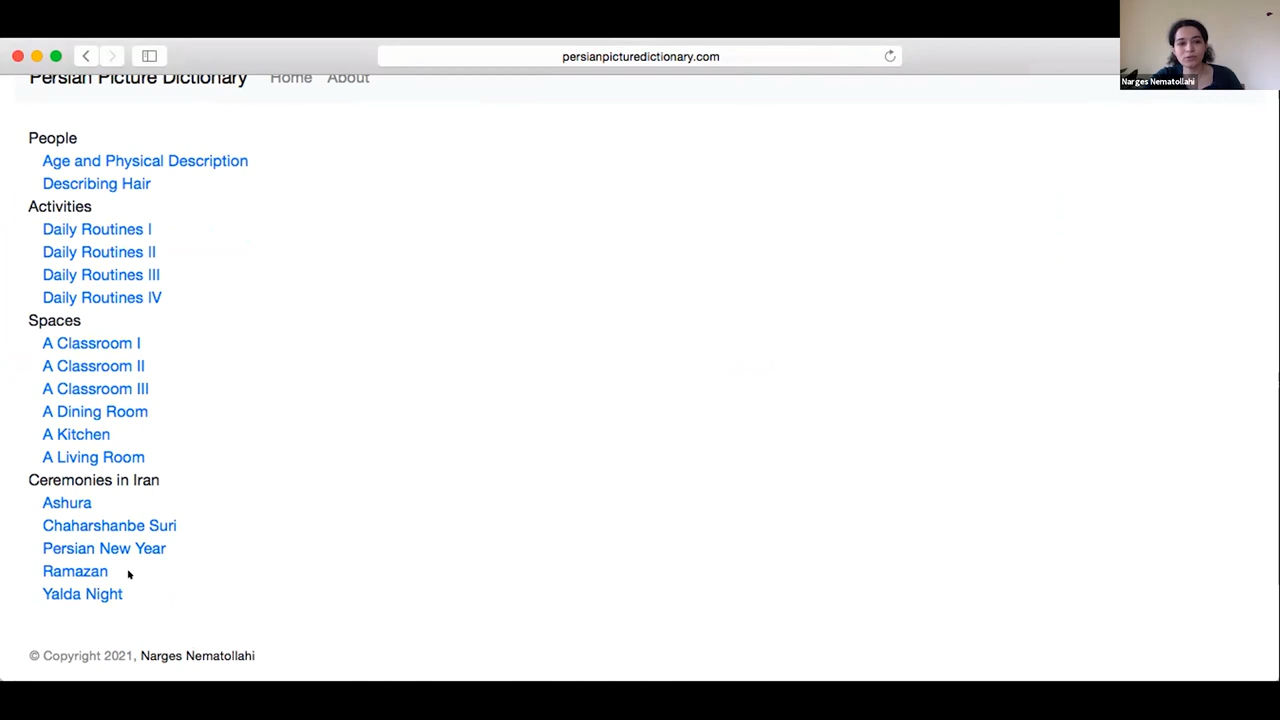 persianpicturedictionary.com
Narges Nematollahi
Persian Picture Dictionary Home About
People
Age and Physical Description
Describing Hair
Activities
Daily Routines I
Daily Routines II
Daily Routines III
Daily Routines IV
Spaces
A Classroom I
A Classroom II
A Classroom III
A Dining Room
A Kitchen
A Living Room
Ceremonies in Iran
Ashura
Chaharshanbe Suri
Persian New Year
Ramazan
Yalda Night
© Copyright 2021, Narges Nematollahi